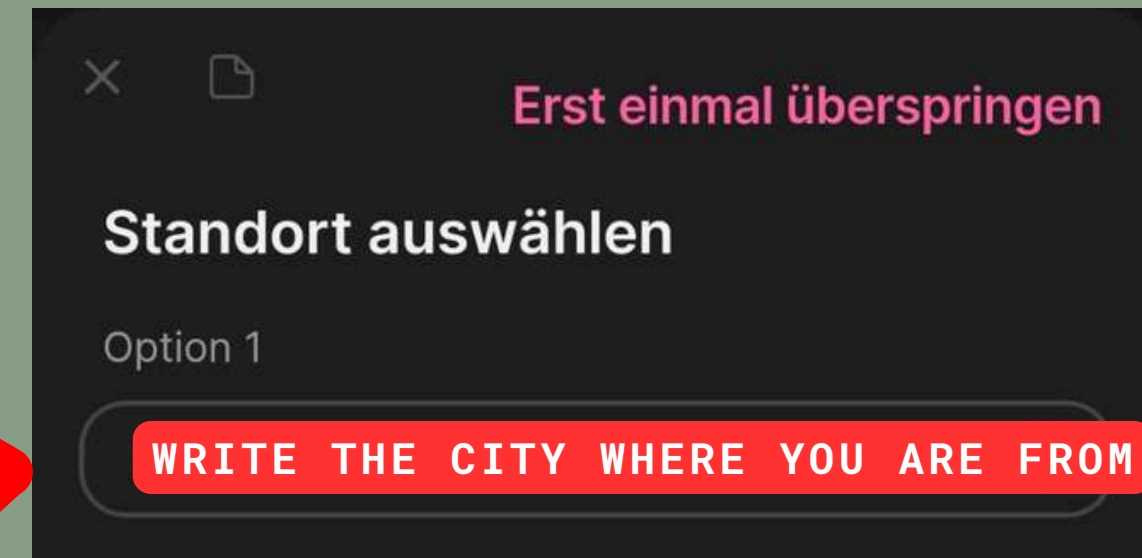 Erst einmal überspringen
Standort auswählen
Option 1
WRITE THE CITY WHERE YOU ARE FROM